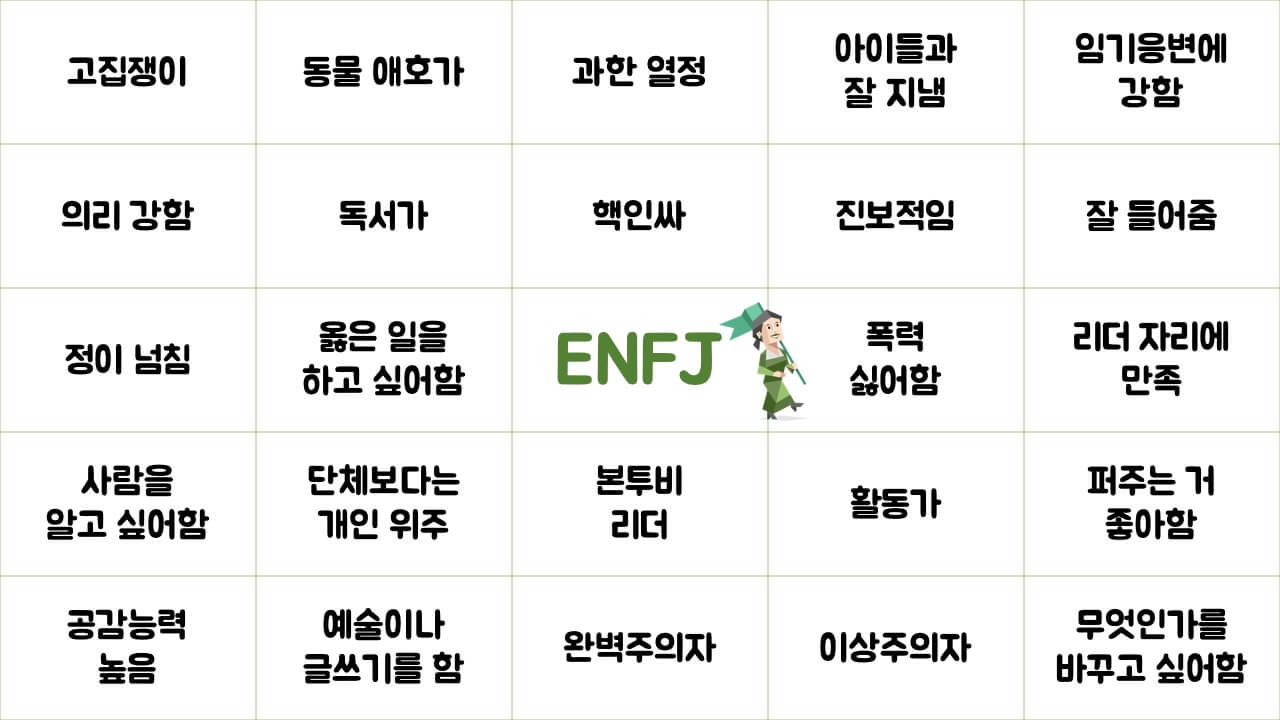 고집쟁이
동물 애호가
과한 열정
아이들과
잘 지냄
임기응변에
강함
의리 강함
독서가
핵인싸
진보적임
잘 들어줌
정이 넘침
옳은 일을
하고 싶어함
ENFJ
폭력
싫어함
리더 자리에
만족
사람을
알고 싶어함
단체보다는
개인 위주
본투비
리더
활동가
퍼주는 거
좋아함
공감능력
높음
예술이나
글쓰기를 함
완벽주의자
이상주의자
무엇인가를
바꾸고 싶어함